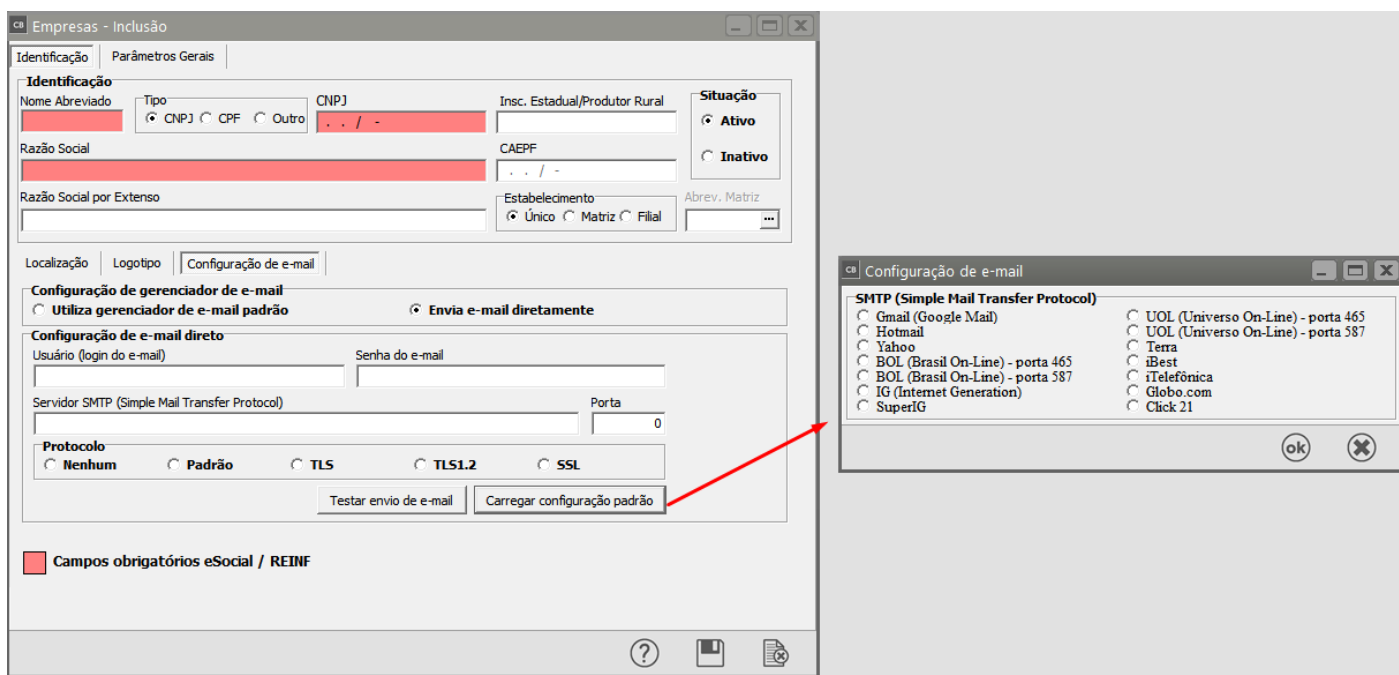 CB Empresas - Inclusão
Identificação Parâmetros Gerais
Identificação
Nome Abreviado Tipo CNPJ Insc. Estadual/Produtor Rural Situação
CNPJ CPF Outro . . / - Ativo
Razão Social CAEPF Inativo
. . / -
Razão Social por Extenso Estabelecimento Abrev. Matriz
Único Matriz Filial ...
Localização Logotipo Configuração de e-mail
Configuração de gerenciador de e-mail
Utiliza gerenciador de e-mail padrão Envia e-mail diretamente
Configuração de e-mail direto
Usuário (login do e-mail) Senha do e-mail
Servidor SMTP (Simple Mail Transfer Protocol) Porta
0
Protocolo
Nenhum Padrão TLS TLS1.2 SSL
Testar envio de e-mail Carregar configuração padrão
Campos obrigatórios eSocial / REINF
?
CB Configuração de e-mail
SMTP (Simple Mail Transfer Protocol)
Gmail (Google Mail) UOL (Universo On-Line) - porta 465
Hotmail UOL (Universo On-Line) - porta 587
Yahoo Terra
BOL (Brasil On-Line) - porta 465 iBest
BOL (Brasil On-Line) - porta 587 iTelefônica
IG (Internet Generation) Globo.com
SuperIG Click 21
ok